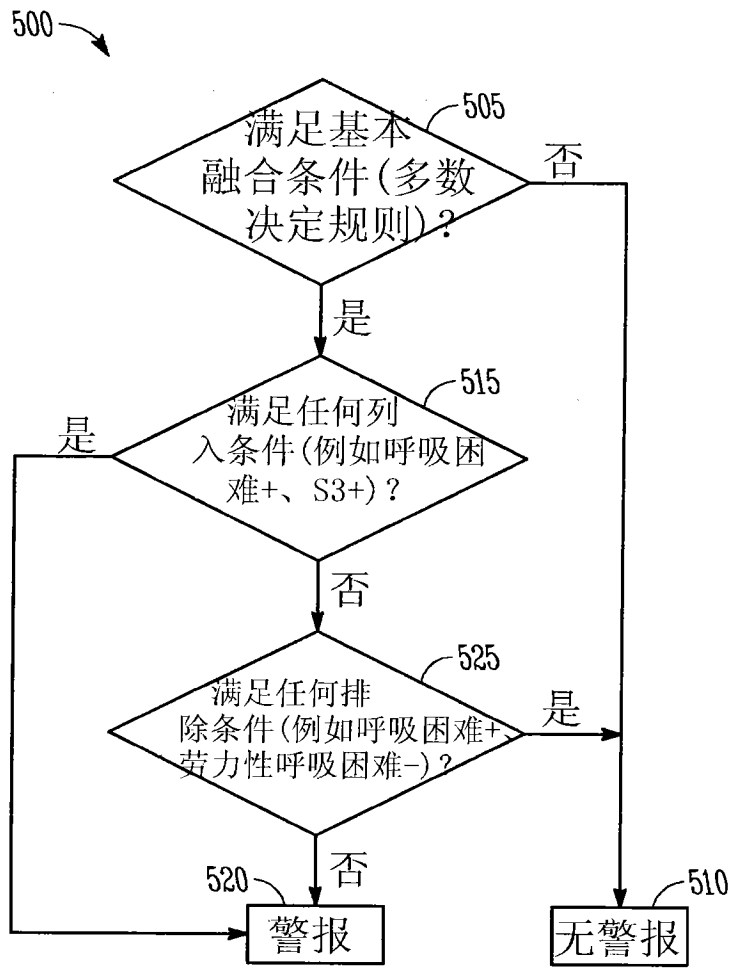 500
505
满足基本
融合条件(多数
决定规则)?
否
是
515
满足任何列
入条件(例如呼吸困
难+、S3+)?
是
否
525
满足任何排
除条件(例如呼吸困难+、
劳力性呼吸困难-)?
是
否
520
警报
510
无警报